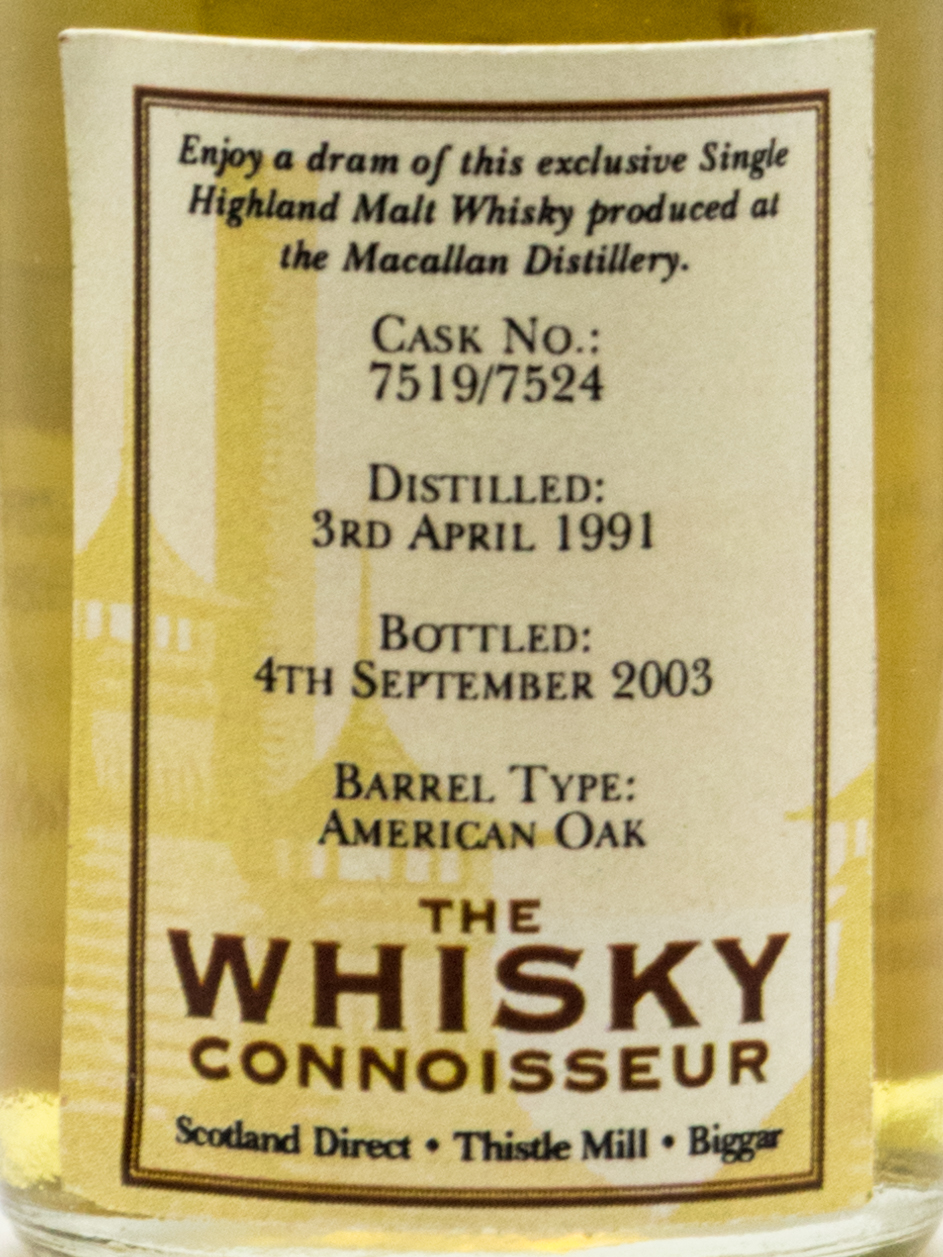 Enjoy a dram of this exclusive Single
Highland Malt Whisky produced at
the Macallan Distillery.
CASK NO.:
7519/7524
DISTILLED:
3RD APRIL 1991
BOTTLED:
4TH SEPTEMBER 2003
BARREL TYPE:
AMERICAN OAK
THE
WHISKY
CONNOISSEUR
Scotland Direct • Thistle Mill • Biggar